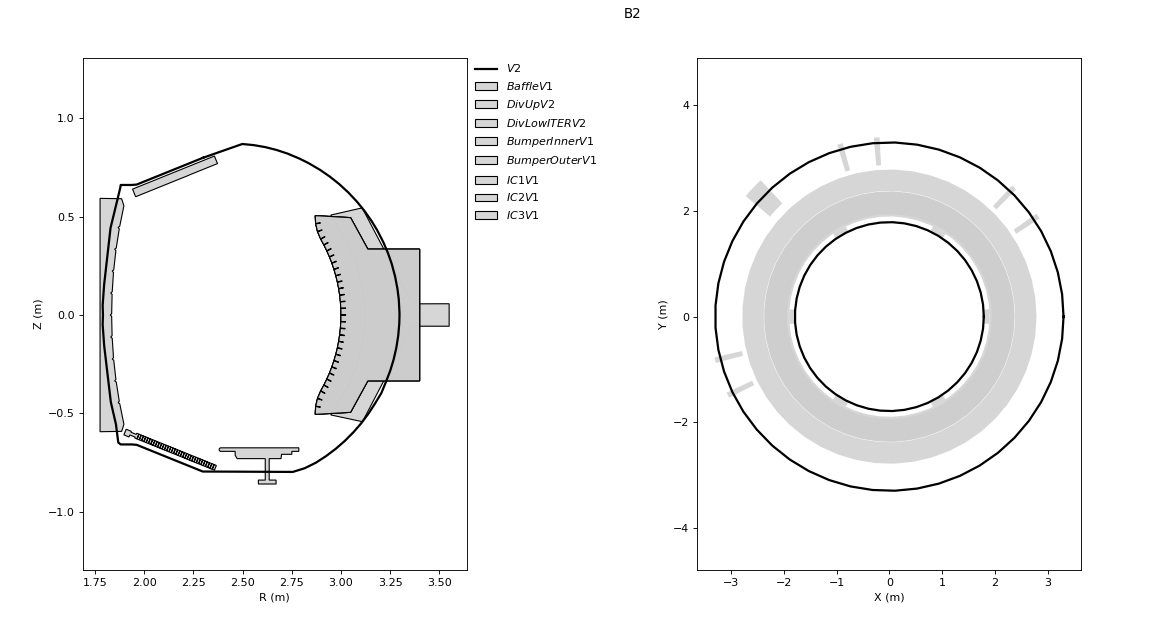 B2
V2
BaffleV1
DivUpV2
DivLowITERV2
BumperInnerV1
BumperOuterV1
IC1V1
IC2V1
IC3V1
1.0
0.5
0.0
−0.5
−1.0
Z (m)
1.75 2.00 2.25 2.50 2.75 3.00 3.25 3.50
R (m)
4
2
0
−2
−4
Y (m)
−3 −2 −1 0 1 2 3
X (m)